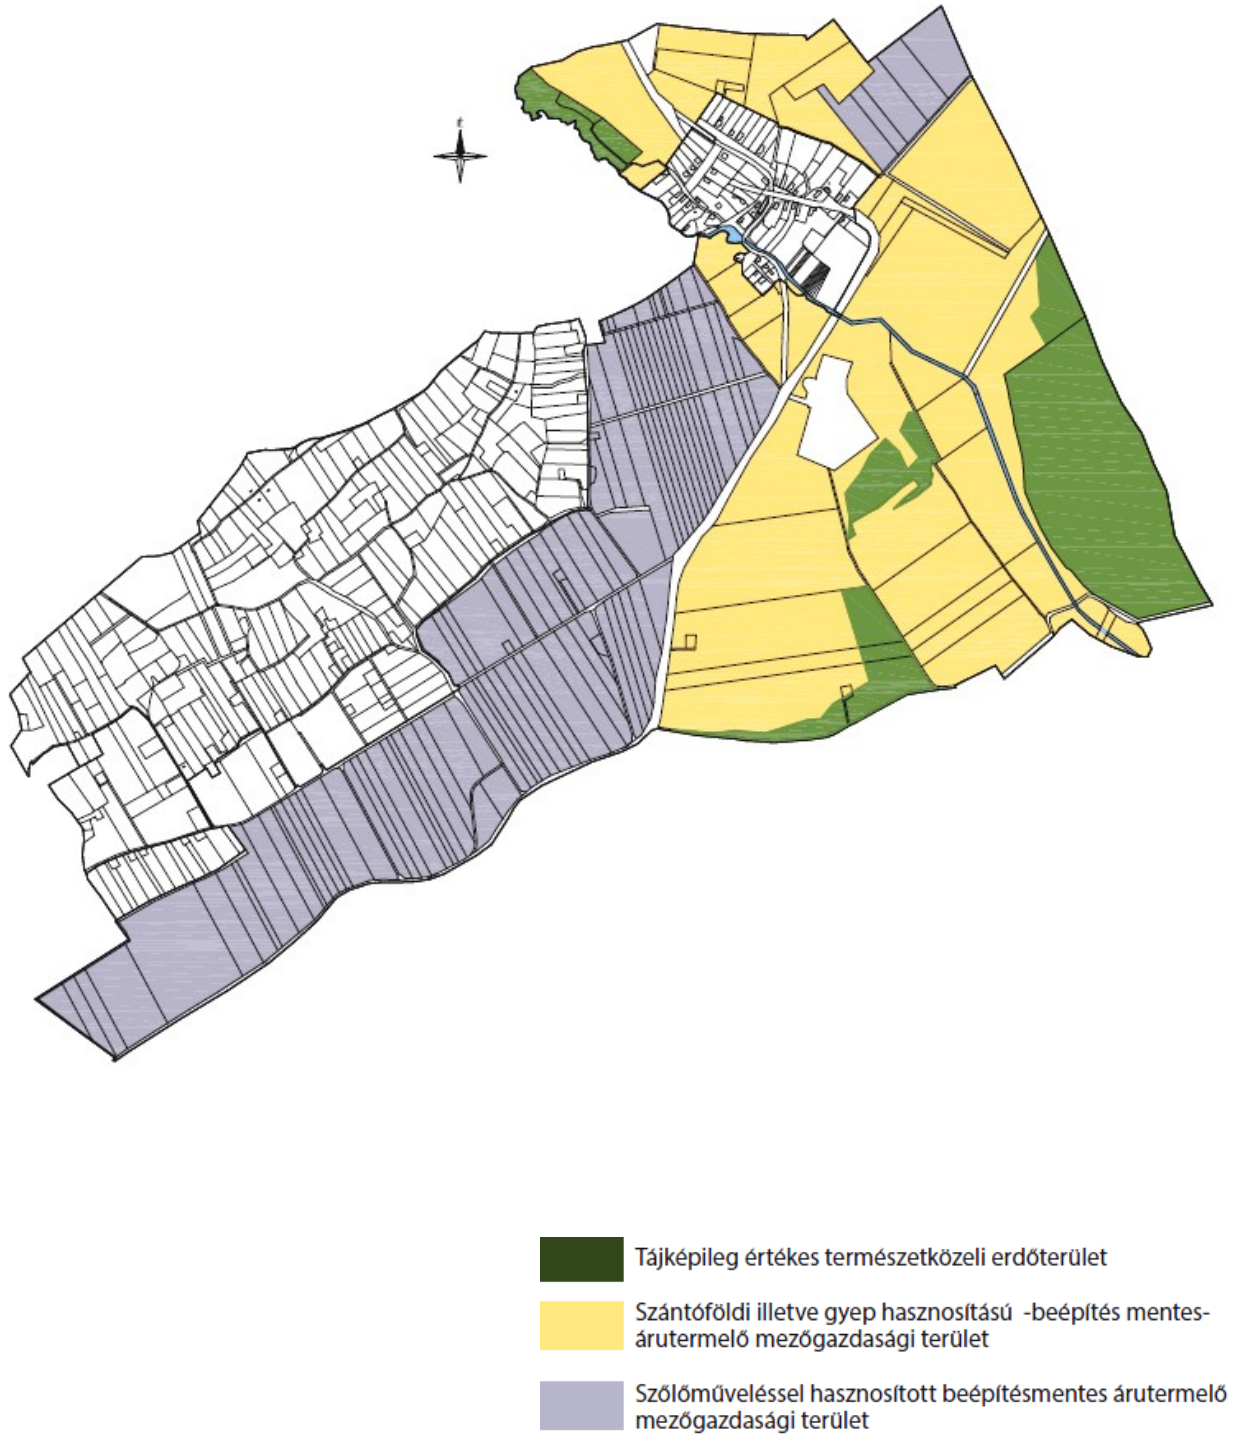 Tájképileg értékes természetközeli erdőterület
Szántóföldi illetve gyep hasznosítású -beépítés mentes-
árutermelő mezőgazdasági terület
Szőlőműveléssel hasznosított beépítésmentes árutermelő
mezőgazdasági terület